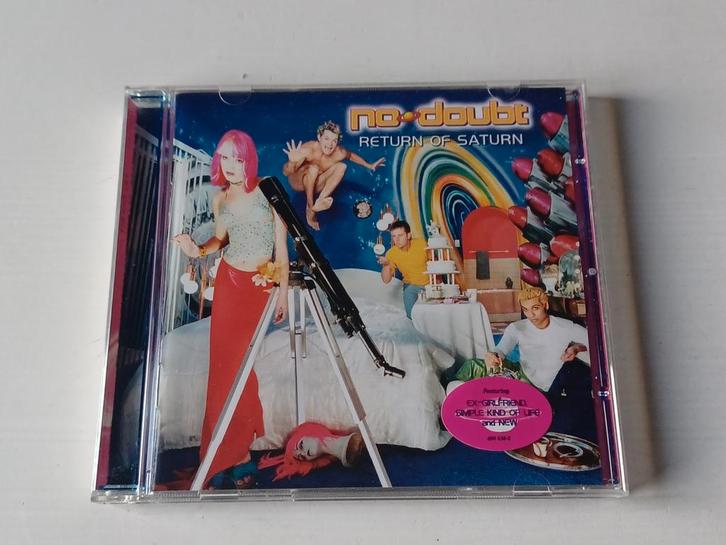 no doubt
RETURN OF SATURN
Featuring
EX-GIRLFRIEND,
SIMPLE KIND OF LIFE
and NEW